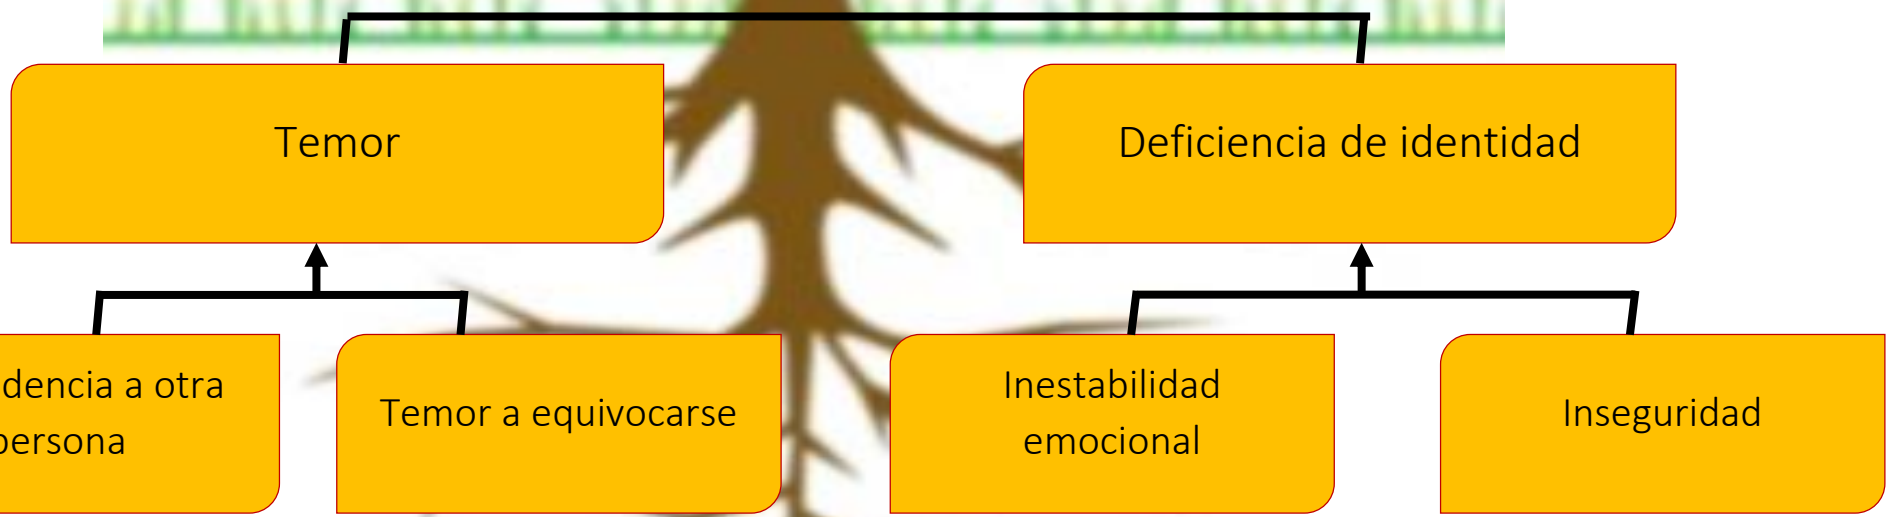 Temor
Deficiencia de identidad
dencia a otra
persona
Temor a equivocarse
Inestabilidad
emocional
Inseguridad